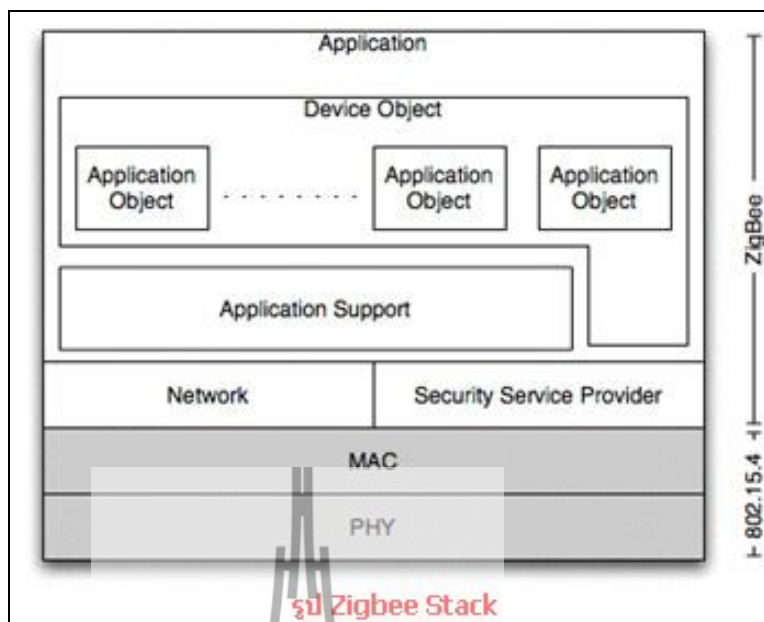 Application
Device Object
Application
Object
. . . . . . . . . .
Application
Object
Application
Object
Application Support
Network
Security Service Provider
MAC
PHY
ZigBee
802.15.4
รูป Zigbee Stack